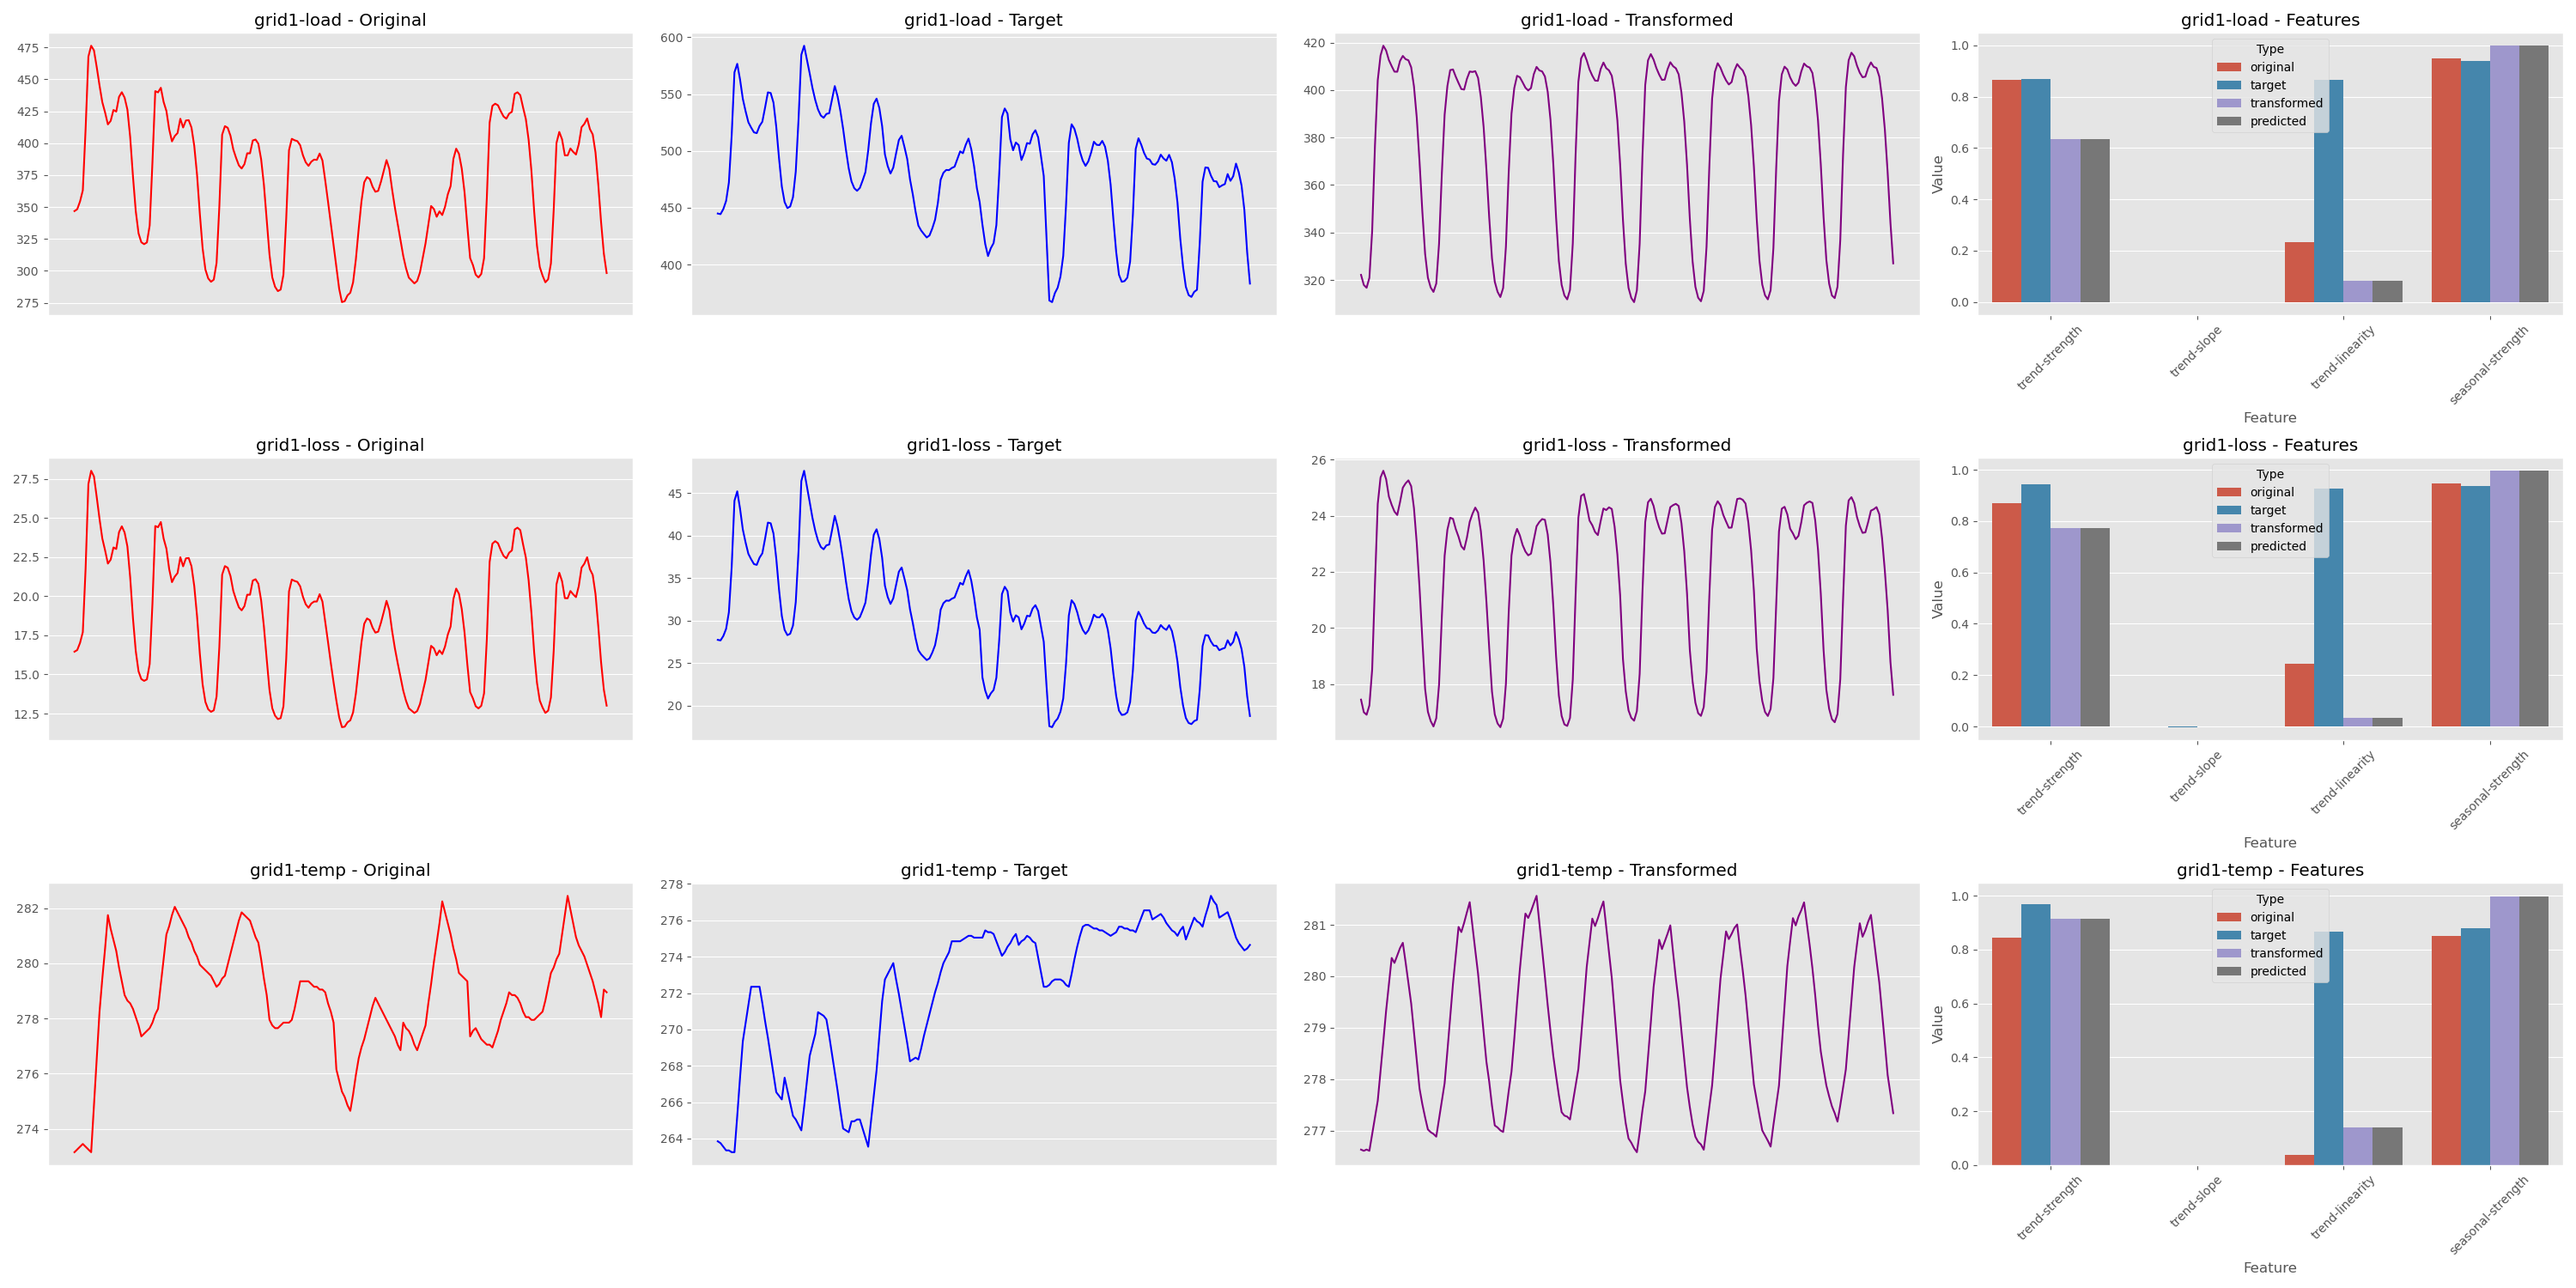 grid1-load - Original
475
450
425
400
375
350
325
300
275
grid1-load - Target
600
550
500
450
400
grid1-load - Transformed
420
400
380
360
340
320
grid1-load - Features
Value
1.0
0.8
0.6
0.4
0.2
0.0
Type
original
target
transformed
predicted
trend-strength
trend-slope
trend-linearity
seasonal-strength
Feature
grid1-loss - Original
27.5
25.0
22.5
20.0
17.5
15.0
12.5
grid1-loss - Target
45
40
35
30
25
20
grid1-loss - Transformed
26
24
22
20
18
grid1-loss - Features
Value
1.0
0.8
0.6
0.4
0.2
0.0
Type
original
target
transformed
predicted
trend-strength
trend-slope
trend-linearity
seasonal-strength
Feature
grid1-temp - Original
282
280
278
276
274
grid1-temp - Target
278
276
274
272
270
268
266
264
grid1-temp - Transformed
281
280
279
278
277
grid1-temp - Features
Value
1.0
0.8
0.6
0.4
0.2
0.0
Type
original
target
transformed
predicted
trend-strength
trend-slope
trend-linearity
seasonal-strength
Feature